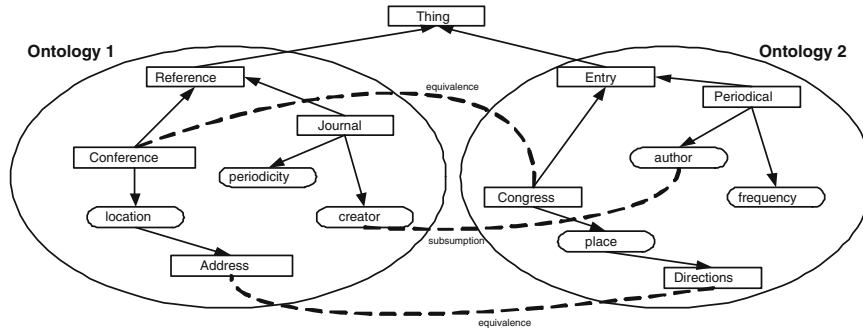 Thing
Ontology 1
Ontology 2
Reference
Entry
equivalence
Periodical
Journal
Conference
author
periodicity
Congress
frequency
location
creator
subsumption
place
Address
Directions
equivalence